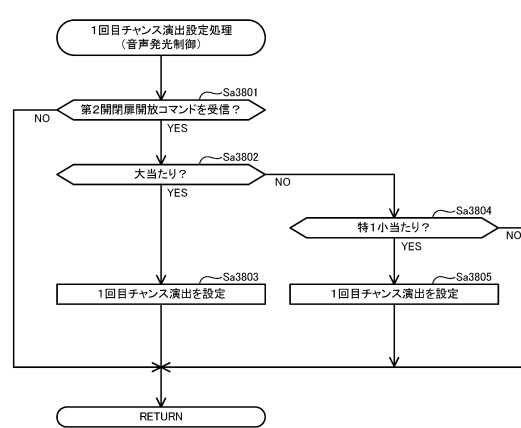 1回目チャンス演出設定処理
(音声発光制御)
Sa3801
第2開閉扉開放コマンドを受信?
NO
YES
Sa3802
大当たり?
NO
YES
Sa3804
特1小当たり?
NO
YES
Sa3803
1回目チャンス演出を設定
Sa3805
1回目チャンス演出を設定
RETURN